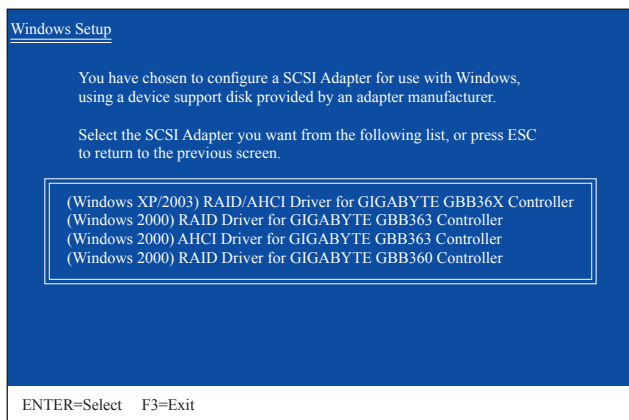 Windows Setup
You have chosen to configure a SCSI Adapter for use with Windows,
using a device support disk provided by an adapter manufacturer.
Select the SCSI Adapter you want from the following list, or press ESC
to return to the previous screen.
(Windows XP/2003) RAID/AHCI Driver for GIGABYTE GBB36X Controller
(Windows 2000) RAID Driver for GIGABYTE GBB363 Controller
(Windows 2000) AHCI Driver for GIGABYTE GBB363 Controller
(Windows 2000) RAID Driver for GIGABYTE GBB360 Controller
ENTER=Select F3=Exit